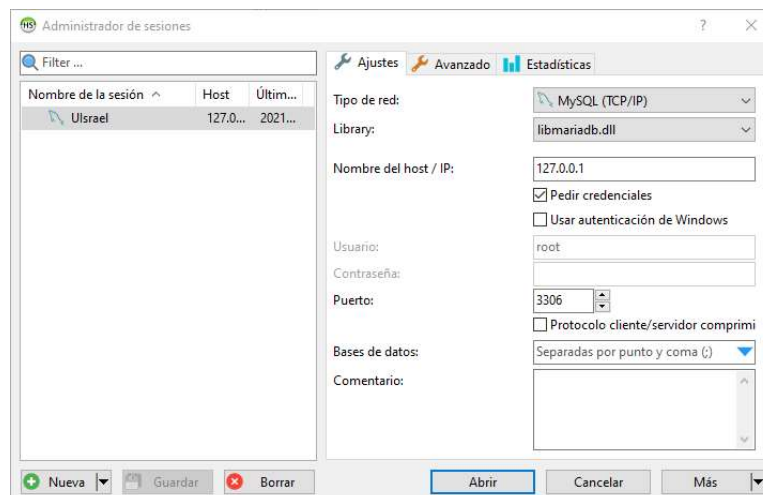 HS Administrador de sesiones
Filter ...
Nombre de la sesión Host Últim...
UIsrael 127.0... 2021...
Nueva Guardar Borrar
Ajustes Avanzado Estadísticas
Tipo de red: MySQL (TCP/IP)
Library: libmariadb.dll
Nombre del host / IP: 127.0.0.1
Pedir credenciales
Usar autenticación de Windows
Usuario: root
Contraseña:
Puerto: 3306
Protocolo cliente/servidor comprimi
Bases de datos: Separadas por punto y coma (;)
Comentario:
Abrir Cancelar Más